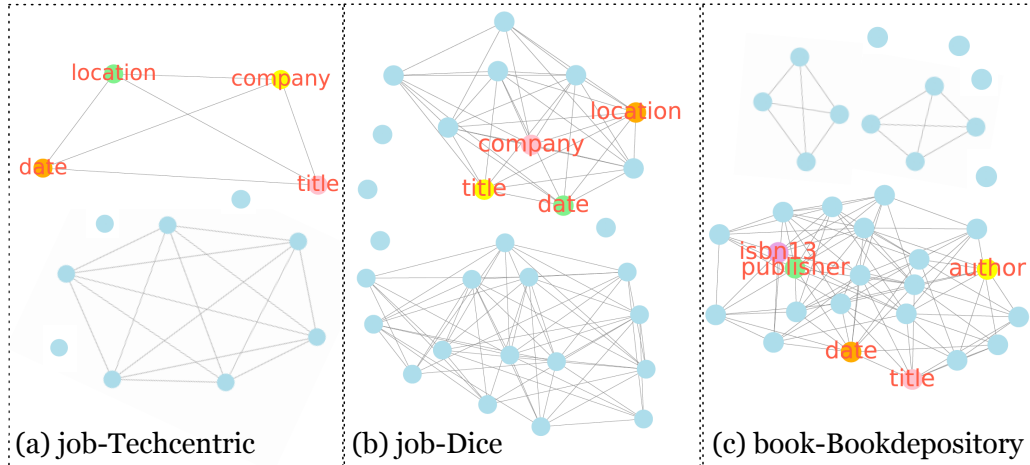 location
company
date
title
(a) job-Techcentric
location
company
title
date
(b) job-Dice
isbn13
publisher
author
date
title
(c) book-Bookdepository